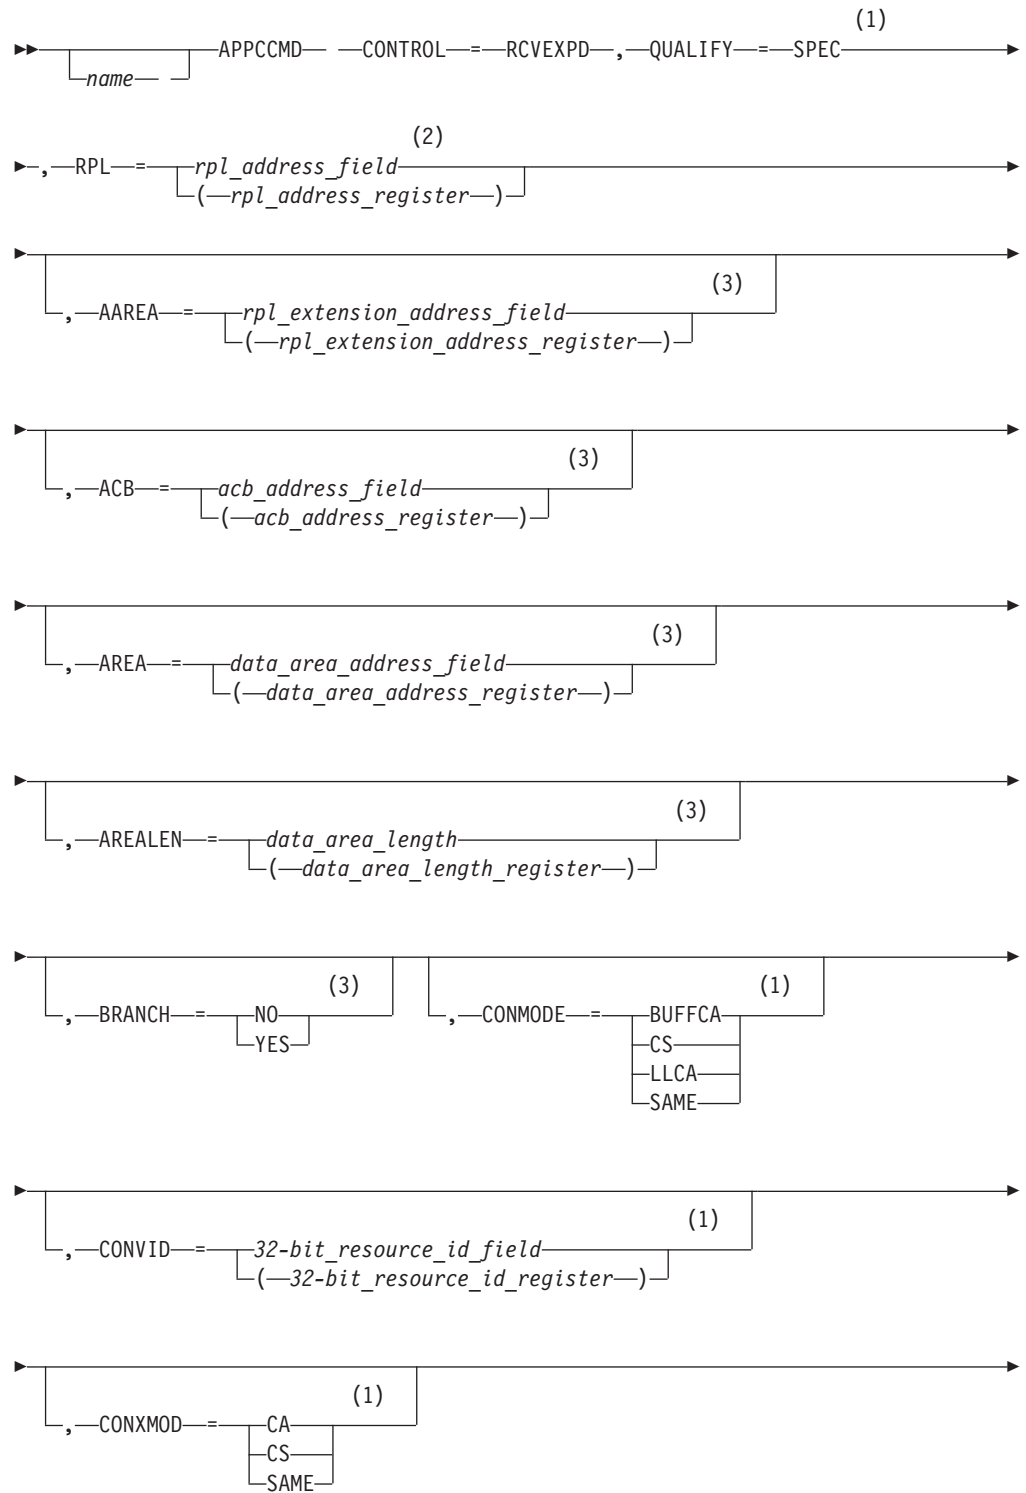 (1)
APPCCMD CONTROL = RCVEXPD , QUALIFY = SPEC
name
(2)
, RPL = rpl_address_field
( rpl_address_register )
(3)
, AAREA = rpl_extension_address_field
( rpl_extension_address_register )
(3)
, ACB = acb_address_field
( acb_address_register )
(3)
, AREA = data_area_address_field
( data_area_address_register )
(3)
, AREALEN = data_area_length
( data_area_length_register )
(3) (1)
, BRANCH = NO , CONMODE = BUFFCA
YES CS
LLCA
SAME
(1)
, CONVID = 32-bit_resource_id_field
( 32-bit_resource_id_register )
(1)
, CONXMOD = CA
CS
SAME